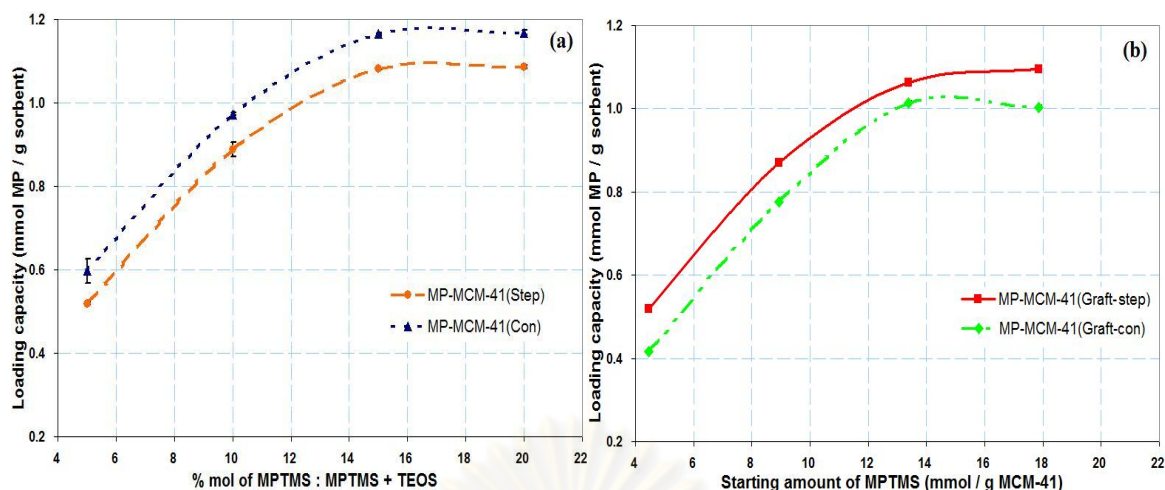 Loading capacity (mmol MP / g sorbent)
1.2
1.0
0.8
0.6
0.4
0.2
(a)
MP-MCM-41(Step)
MP-MCM-41(Con)
4 6 8 10 12 14 16 18 20 22
% mol of MPTMS : MPTMS + TEOS
Loading capacity (mmol MP / g sorbent)
1.2
1.0
0.8
0.6
0.4
0.2
(b)
MP-MCM-41(Graft-step)
MP-MCM-41(Graft-con)
4 6 8 10 12 14 16 18 20 22
Starting amount of MPTMS (mmol / g MCM-41)